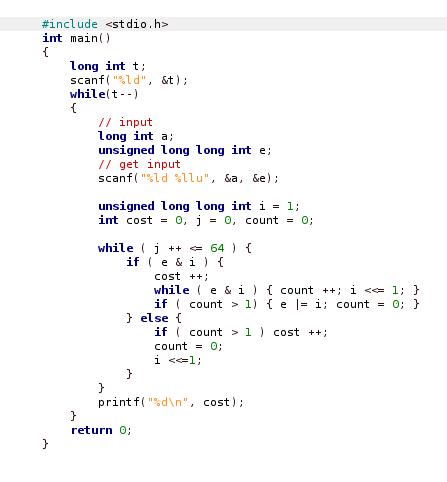 #include <stdio.h>
int main()
{
    long int t;
    scanf("%ld", &t);
    while(t--)
    {
        // input
        long int a;
        unsigned long long int e;
        // get input
        scanf("%ld %llu", &a, &e);
        unsigned long long int i = 1;
        int cost = 0, j = 0, count = 0;
        while ( j ++ <= 64 ) {
            if ( e & i ) {
                cost ++;
                while ( e & i ) { count ++; i <<= 1; }
                if ( count > 1) { e |= i; count = 0; }
            } else {
                if ( count > 1 ) cost ++;
                count = 0;
                i <<=1;
            }
        }
        printf("%d\n", cost);
    }
    return 0;
}